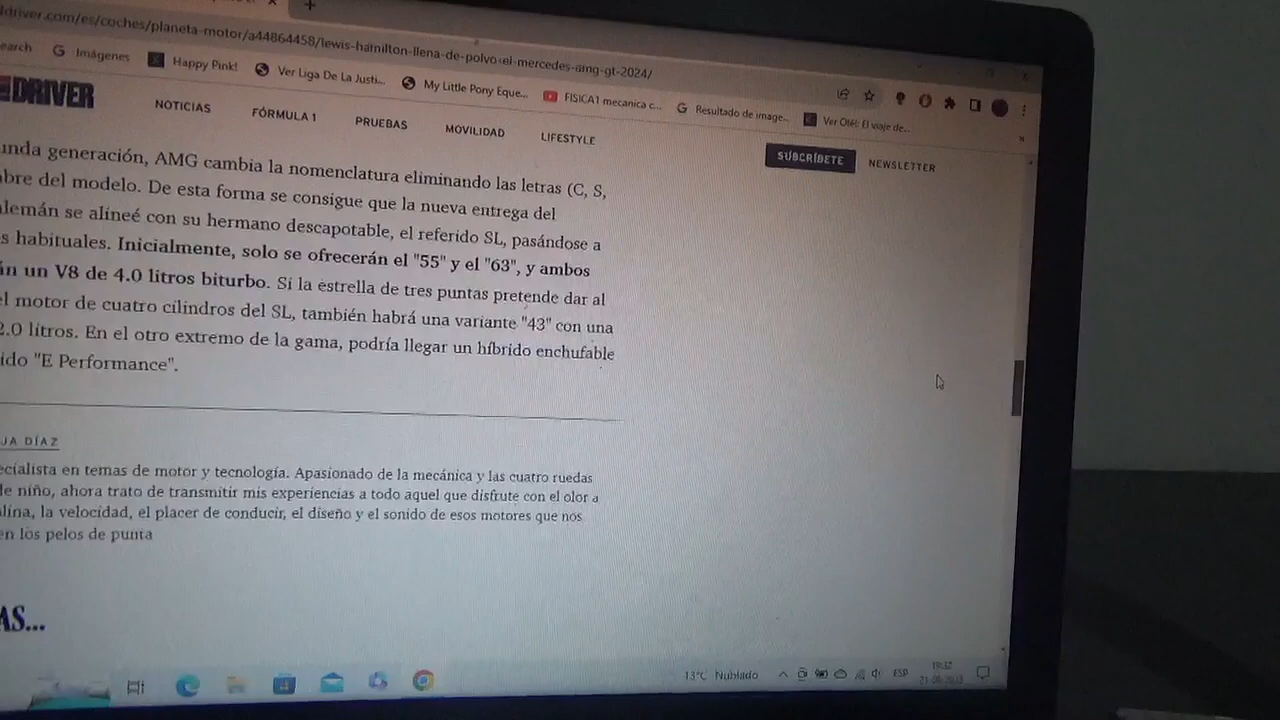 ldriver.com/es/coches/planeta-motor/a44864458/lewis-hamilton-llena-de-polvo-el-mercedes-amg-gt-2024/
earch Imágenes Happy Pink! Ver Liga De La Justi... My Little Pony Eque... FISICA1 mecanica c... Resultado de image... Ver Olé!: El viaje de...
DRIVER NOTICIAS FÓRMULA 1 PRUEBAS MOVILIDAD LIFESTYLE SUBSCRÍBETE NEWSLETTER
unda generación, AMG cambia la nomenclatura eliminando las letras (C, S,
bre del modelo. De esta forma se consigue que la nueva entrega del
alemán se alineé con su hermano descapotable, el referido SL, pasándose a
s habituales. Inicialmente, solo se ofrecerán el "55" y el "63", y ambos
án un V8 de 4.0 litros biturbo. Si la estrella de tres puntas pretende dar al
el motor de cuatro cilindros del SL, también habrá una variante "43" con una
2.0 litros. En el otro extremo de la gama, podría llegar un híbrido enchufable
ido "E Performance".
JA DÍAZ
ecialista en temas de motor y tecnología. Apasionado de la mecánica y las cuatro ruedas
de niño, ahora trato de transmitir mis experiencias a todo aquel que disfrute con el olor a
lina, la velocidad, el placer de conducir, el diseño y el sonido de esos motores que nos
en los pelos de punta
AS...
13°C Nublado ESP 19:32